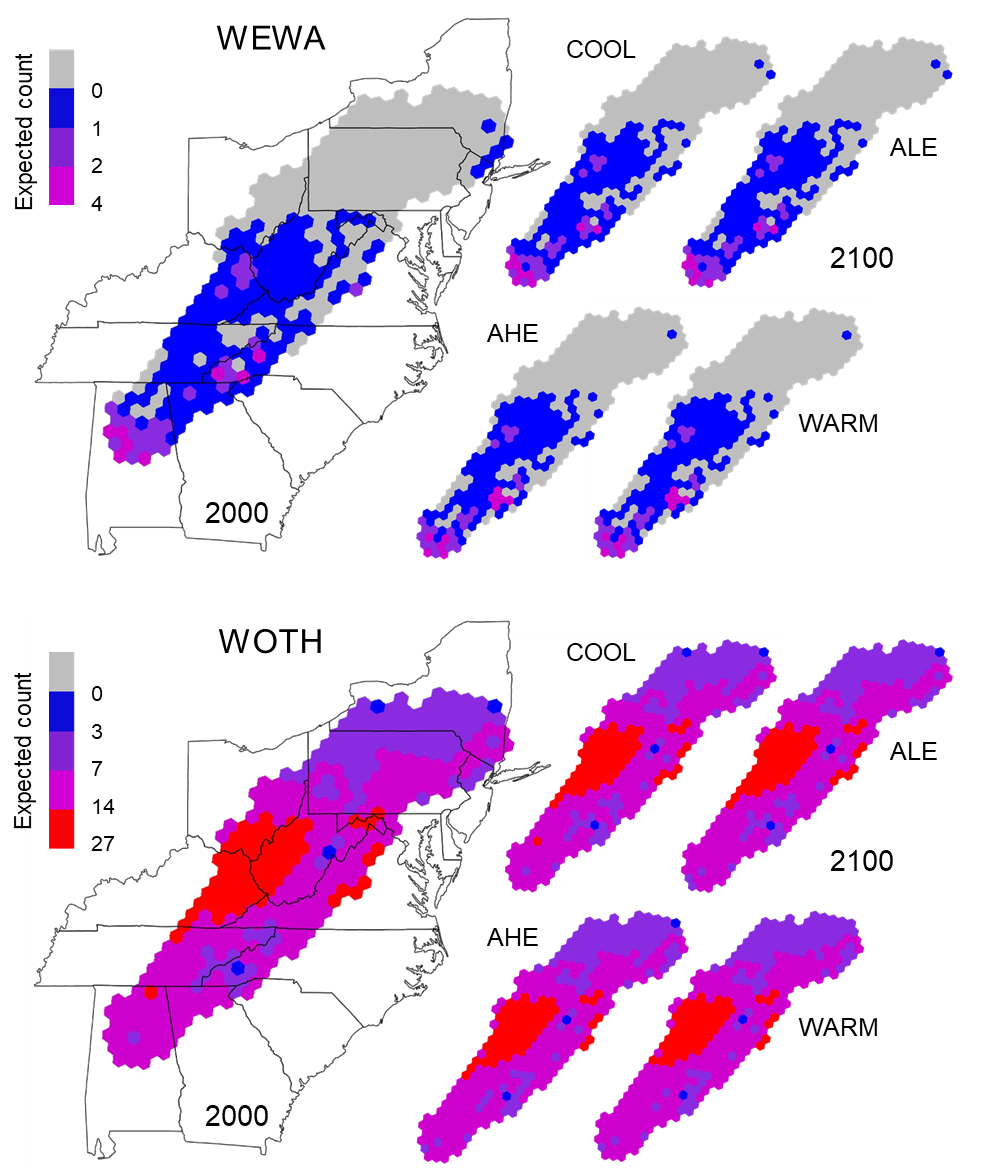 WEWA
Expected count
0
1
2
4
2000
COOL
ALE
2100
AHE
WARM
WOTH
Expected count
0
3
7
14
27
2000
COOL
ALE
2100
AHE
WARM